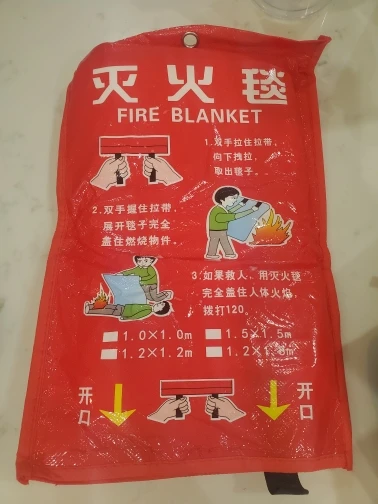 灭火毯
FIRE BLANKET
1.双手拉住拉带,
向下拽拉,
取出毯子。
2.双手握住拉带,
展开毯子完全
盖住燃烧物件。
3.如果救人,用灭火毯
完全盖住人体火焰,
拨打120。
1.0×1.0m
1.5×1.5m
1.2×1.2m
1.2×1.8m
开口
开口